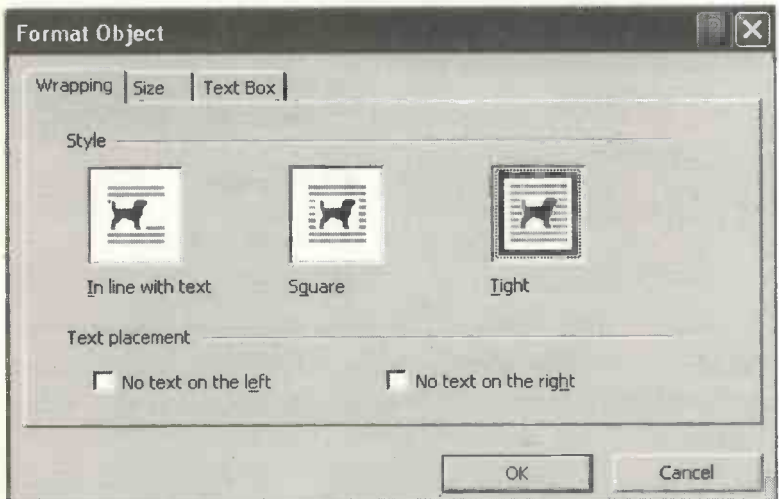 Format Object
Wrapping Size Text Box
Style
In line with text Square Tight
Text placement
No text on the left No text on the right
OK Cancel